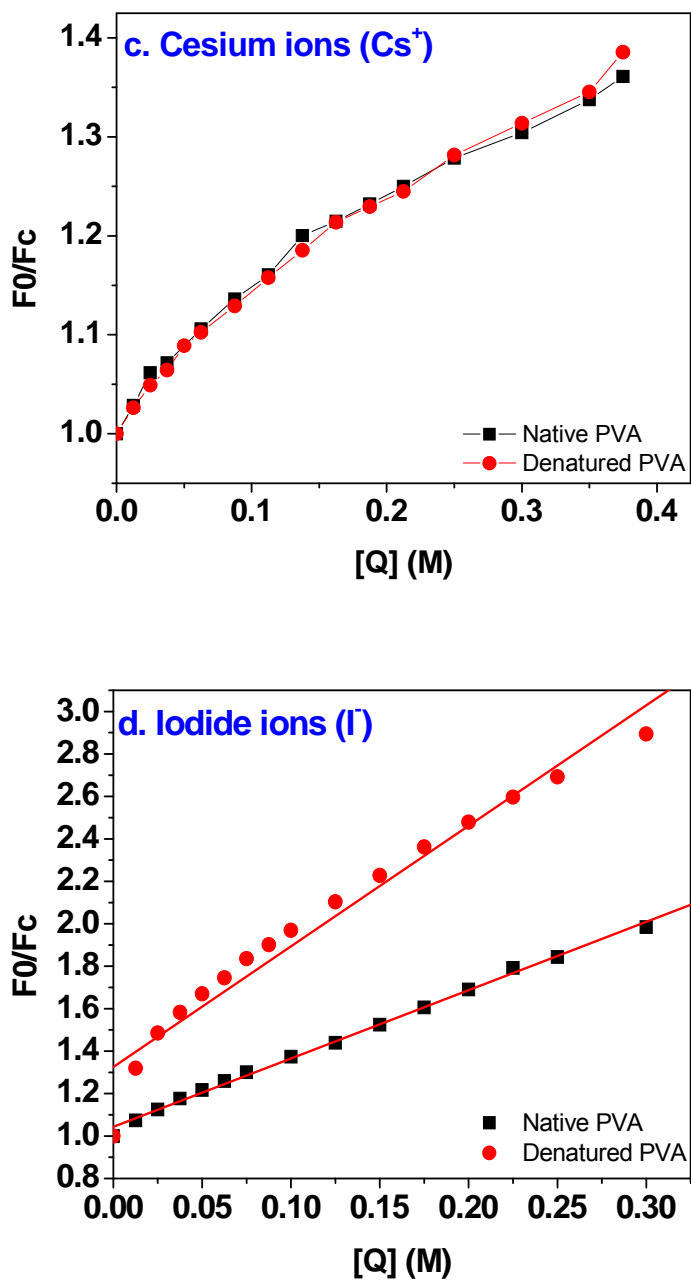 c. Cesium ions (Cs⁺)
1.4
1.3
1.2
1.1
1.0
F0/Fc
Native PVA
Denatured PVA
0.0 0.1 0.2 0.3 0.4
[Q] (M)
d. Iodide ions (I⁻)
3.0
2.8
2.6
2.4
2.2
2.0
1.8
1.6
1.4
1.2
1.0
0.8
F0/Fc
Native PVA
Denatured PVA
0.00 0.05 0.10 0.15 0.20 0.25 0.30
[Q] (M)